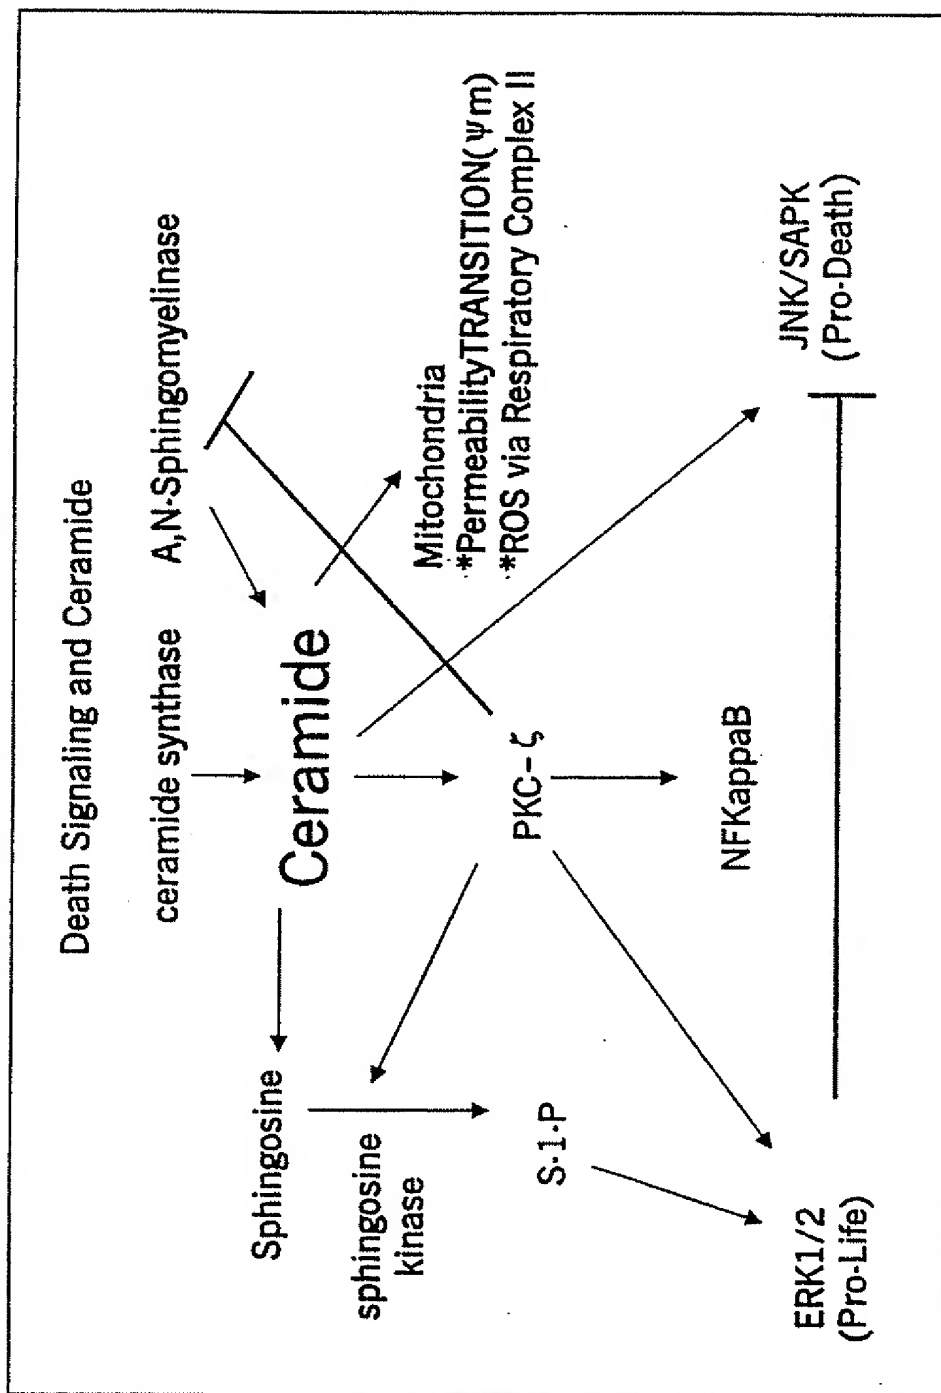 Death Signaling and Ceramide
ceramide synthase
A,N-Sphingomyelinase
Sphingosine
Ceramide
Mitochondria
*PermeabilityTRANSITION(ψm)
*ROS via Respiratory Complex II
sphingosine
kinase
S-1-P
PKC-ζ
NFKappaB
ERK1/2
(Pro-Life)
JNK/SAPK
(Pro-Death)